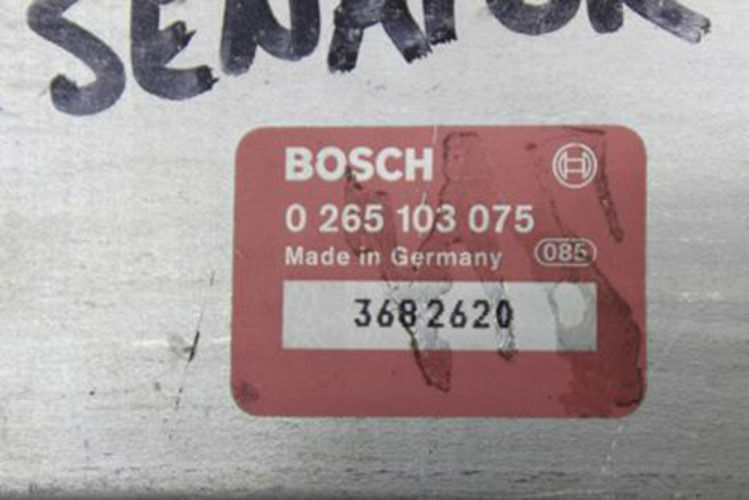 SENATOR
BOSCH
0 265 103 075
Made in Germany 085
3682620